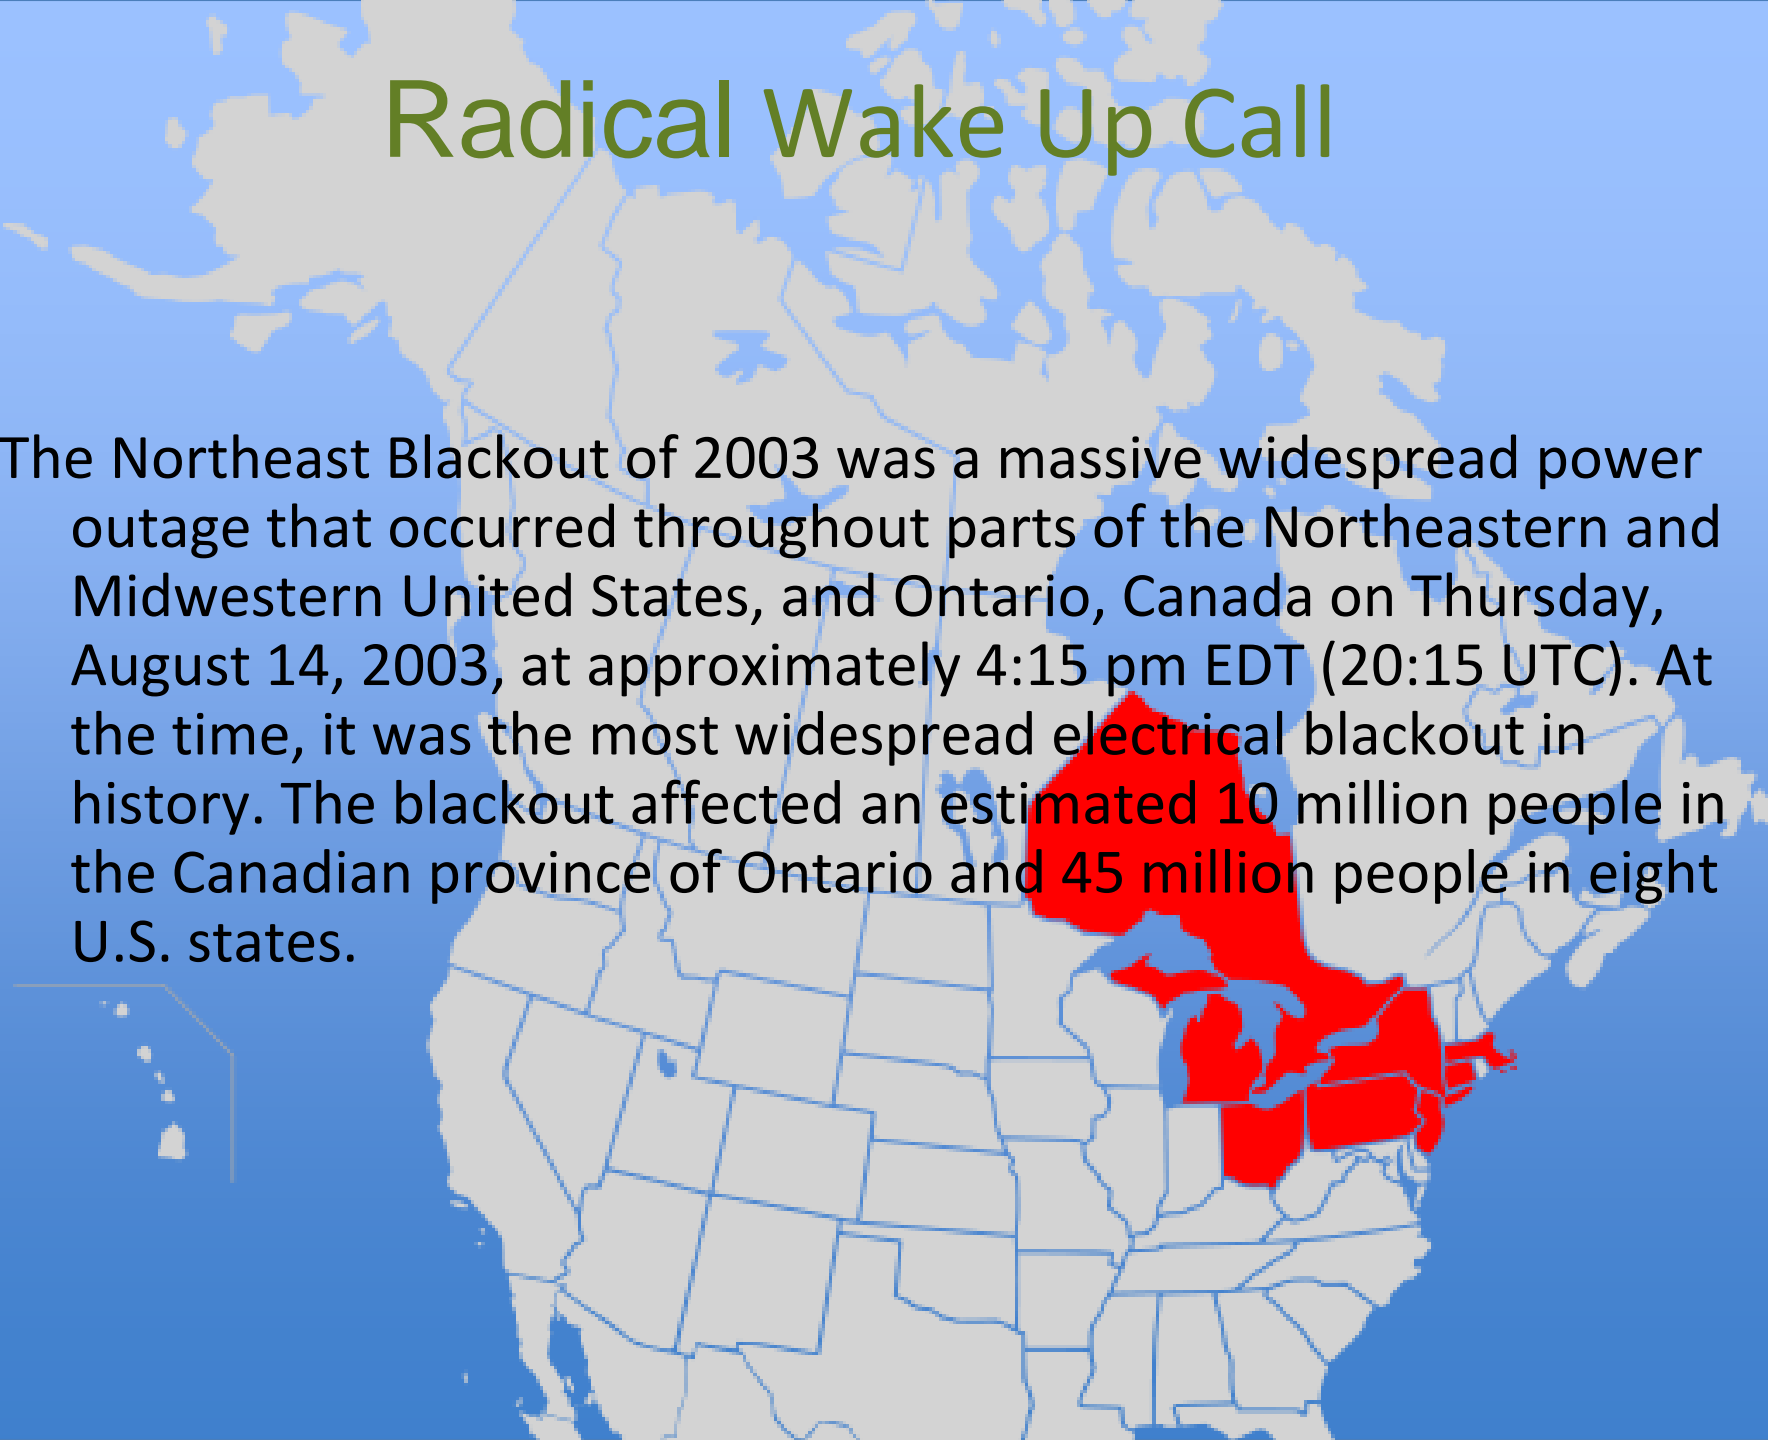 Radical Wake Up Call
The Northeast Blackout of 2003 was a massive widespread power
outage that occurred throughout parts of the Northeastern and
Midwestern United States, and Ontario, Canada on Thursday,
August 14, 2003, at approximately 4:15 pm EDT (20:15 UTC). At
the time, it was the most widespread electrical blackout in
history. The blackout affected an estimated 10 million people in
the Canadian province of Ontario and 45 million people in eight
U.S. states.